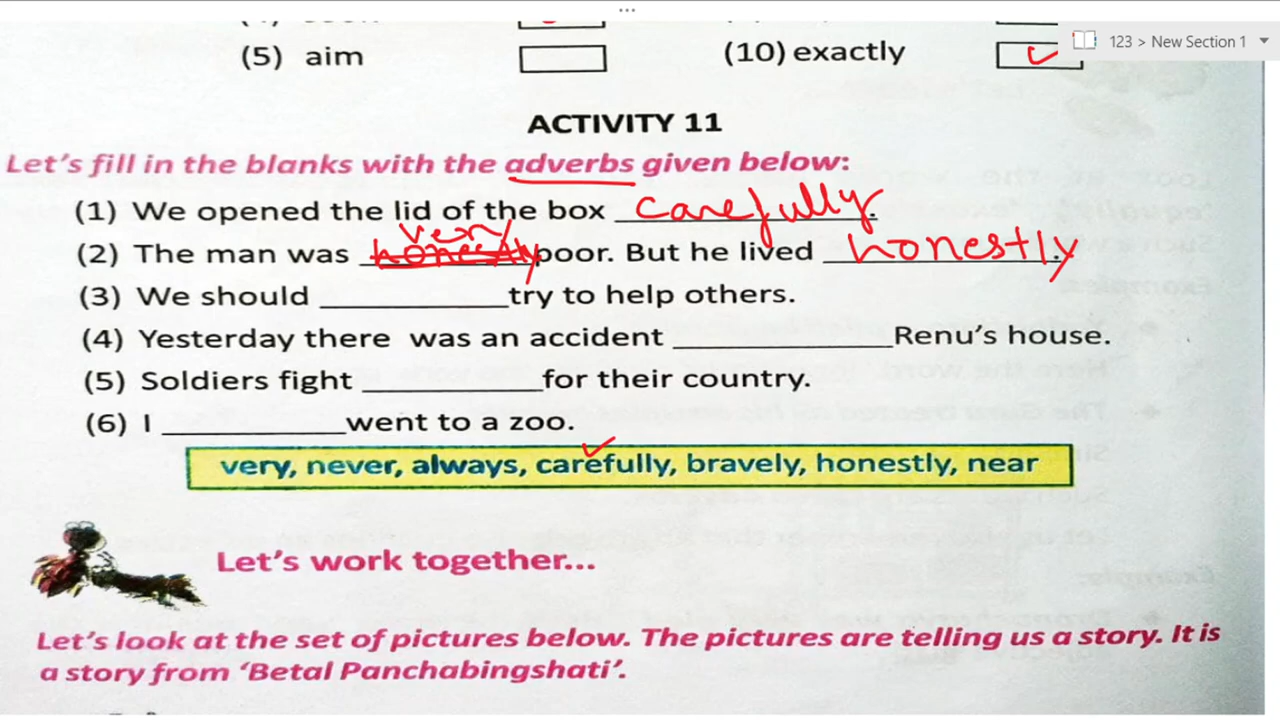 (5) aim
(10) exactly
123 > New Section 1
ACTIVITY 11
Let's fill in the blanks with the adverbs given below:
(1) We opened the lid of the box carefully.
very
(2) The man was honestly poor. But he lived honestly.
(3) We should ____________ try to help others.
(4) Yesterday there was an accident ____________ Renu's house.
(5) Soldiers fight ____________ for their country.
(6) I ____________ went to a zoo.
very, never, always, carefully, bravely, honestly, near
Let's work together...
Let's look at the set of pictures below. The pictures are telling us a story. It is
a story from 'Betal Panchabingshati'.